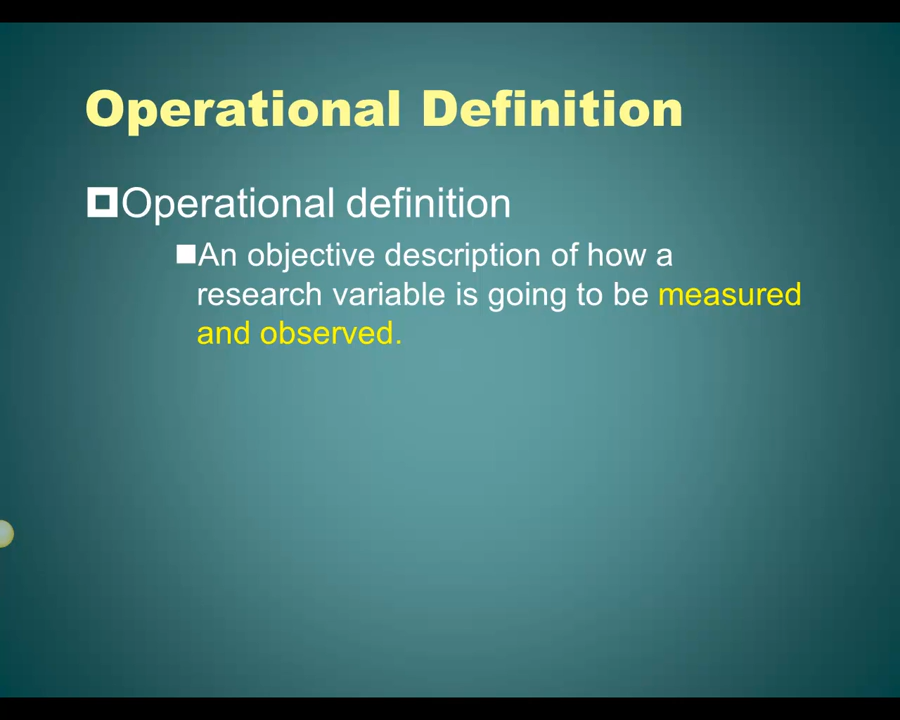 Operational Definition
Operational definition
An objective description of how a
research variable is going to be measured
and observed.